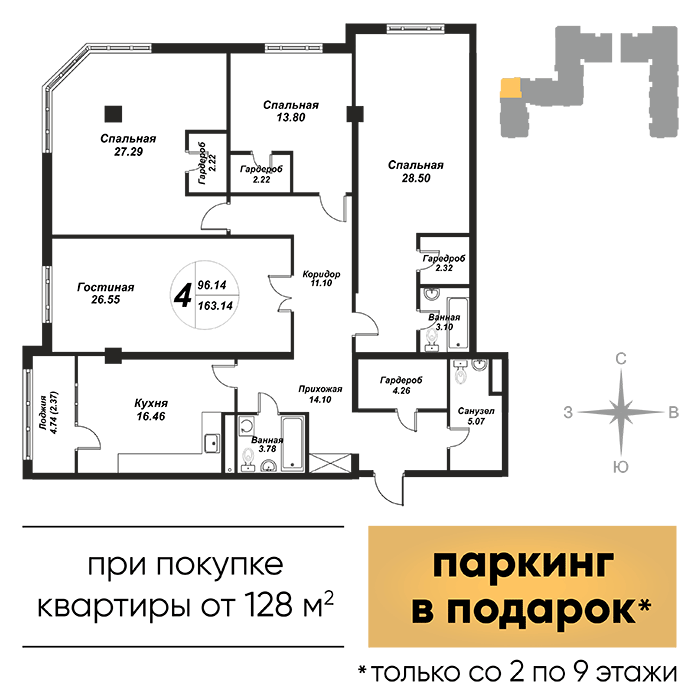 Спальная
27.29
Гардероб
2.22
Спальная
13.80
Гардероб
2.22
Спальная
28.50
Гаредроб
2.32
Ванная
3.10
Гостиная
26.55
4
96.14
163.14
Коридор
11.10
Прихожая
14.10
Гардероб
4.26
Санузел
5.07
Лоджия
4.74 (2.37)
Кухня
16.46
Ванная
3.78
С
З
В
Ю
при покупке
квартиры от 128 м²
паркинг
в подарок*
*только со 2 по 9 этажи